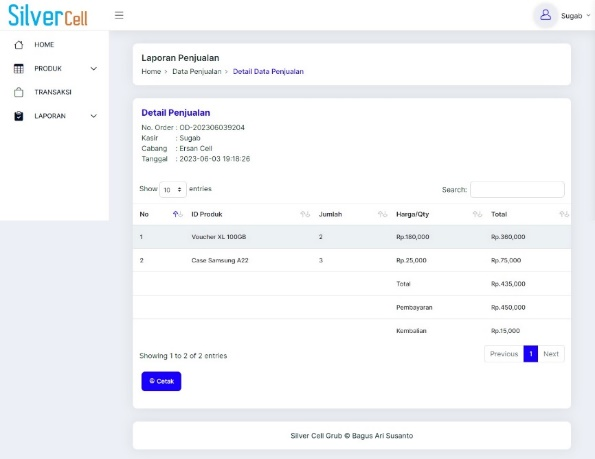 SilverCell
Sugab
HOME
PRODUK
TRANSAKSI
LAPORAN
Laporan Penjualan
Home > Data Penjualan > Detail Data Penjualan
Detail Penjualan
No. Order : OD-202306039204
Kasir : Sugab
Cabang : Ersan Cell
Tanggal : 2023-06-03 19:18:26
Show 10 entries Search:
No ID Produk Jumlah Harga/Qty Total
1 Voucher XL 100GB 2 Rp.180,000 Rp.360,000
2 Case Samsung A22 3 Rp.25,000 Rp.75,000
Total Rp.435,000
Pembayaran Rp.450,000
Kembalian Rp.15,000
Showing 1 to 2 of 2 entries Previous 1 Next
Cetak
Silver Cell Grub © Bagus Ari Susanto